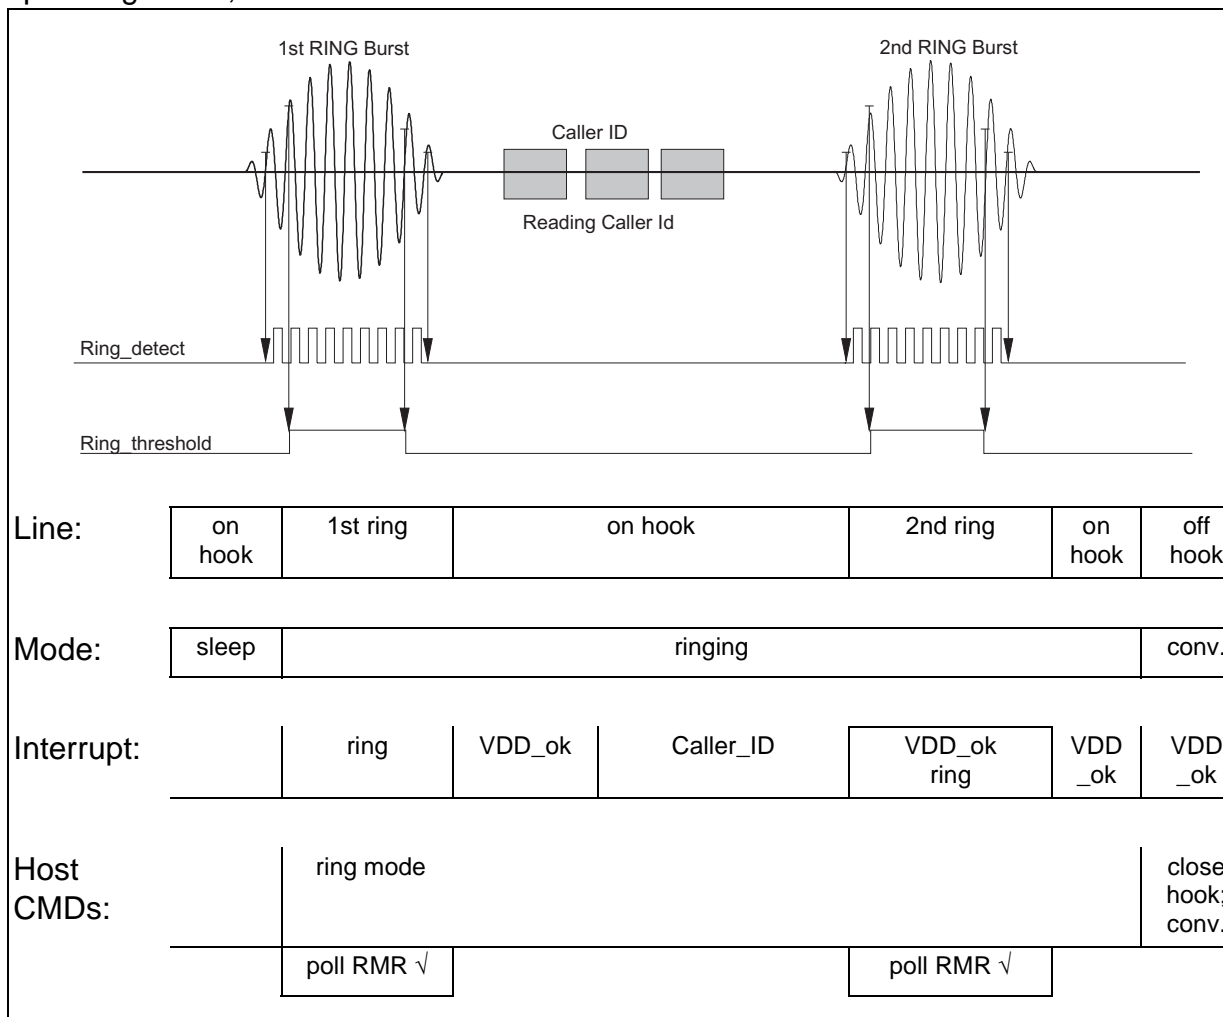 1st RING Burst
2nd RING Burst
Caller ID
Reading Caller Id
Ring_detect
Ring_threshold
Line:
on
hook
1st ring
on hook
2nd ring
on
hook
off
hook
Mode:
sleep
ringing
conv.
Interrupt:
ring
VDD_ok
Caller_ID
VDD_ok
ring
VDD
_ok
VDD
_ok
Host
CMDs:
ring mode
close
hook;
conv.
poll RMR √
poll RMR √